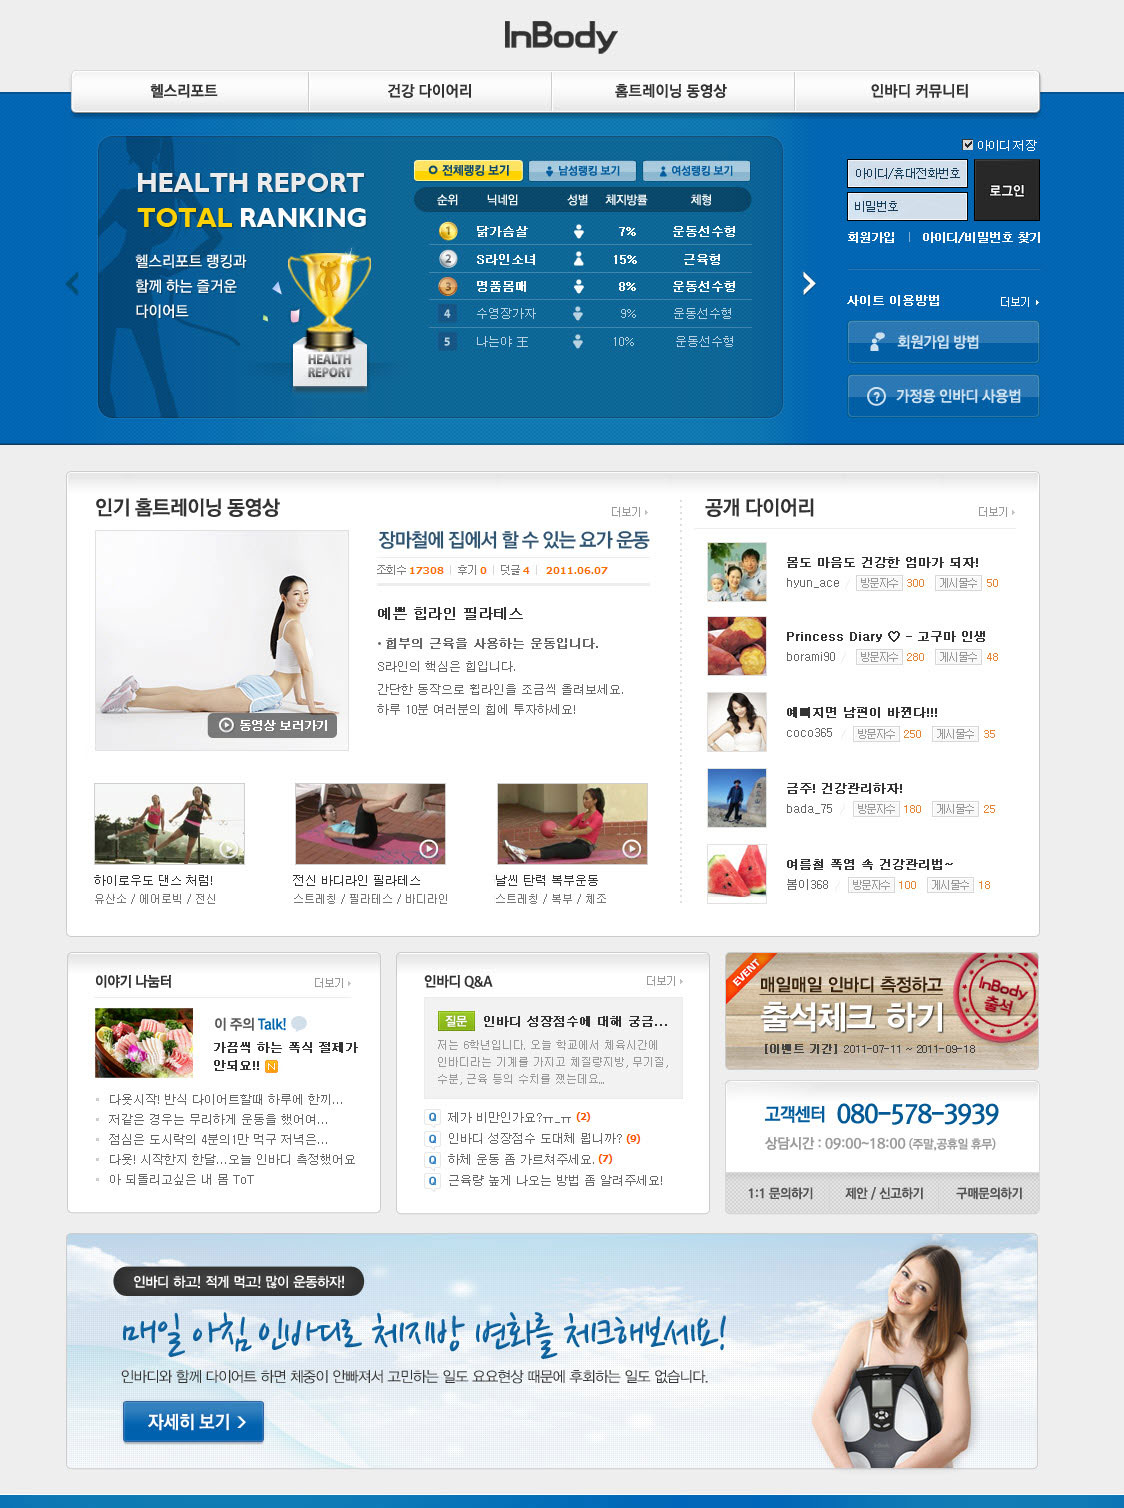 InBody
헬스리포트
건강 다이어리
홈트레이닝 동영상
인바디 커뮤니티
HEALTH REPORT
TOTAL RANKING
헬스리포트 랭킹과
함께 하는 즐거운
다이어트
HEALTH
REPORT
전체랭킹 보기
남성랭킹 보기
여성랭킹 보기
순위 닉네임 성별 체지방률 체형
1 닭가슴살 7% 운동선수형
2 S라인소녀 15% 근육형
3 명품몸매 8% 운동선수형
4 수영장가자 9% 운동선수형
5 나는야 王 10% 운동선수형
아이디 저장
아이디/휴대전화번호
비밀번호
로그인
회원가입
아이디/비밀번호 찾기
사이트 이용방법
더보기
회원가입 방법
가정용 인바디 사용법
인기 홈트레이닝 동영상
더보기
동영상 보러가기
장마철에 집에서 할 수 있는 요가 운동
조회수 17308 후기 0 덧글 4 2011.06.07
예쁜 힙라인 필라테스
· 힙부의 근육을 사용하는 운동입니다.
S라인의 핵심은 힙입니다.
간단한 동작으로 힙라인을 조금씩 올려보세요.
하루 10분 여러분의 힙에 투자하세요!
하이로우도 댄스 처럼!
유산소 / 에어로빅 / 전신
전신 바디라인 필라테스
스트레칭 / 필라테스 / 바디라인
날씬 탄력 복부운동
스트레칭 / 복부 / 체조
공개 다이어리
더보기
몸도 마음도 건강한 엄마가 되자!
hyun_ace / 방문자수 300 게시물수 50
Princess Diary ♡ - 고구마 인생
borami90 / 방문자수 280 게시물수 48
예뻐지면 남편이 바뀐다!!!
coco365 / 방문자수 250 게시물수 35
금주! 건강관리하자!
bada_75 / 방문자수 180 게시물수 25
여름철 폭염 속 건강관리법~
봄이368 / 방문자수 100 게시물수 18
이야기 나눔터
더보기
이 주의 Talk!
가끔씩 하는 폭식 절제가
안되요!! N
다욧시작! 반식 다이어트할때 하루에 한끼...
저같은 경우는 무리하게 운동을 했어여...
점심은 도시락의 4분의1만 먹구 저녁은...
다욧! 시작한지 한달...오늘 인바디 측정했어요
아 되돌리고싶은 내 몸 ToT
인바디 Q&A
더보기
질문 인바디 성장점수에 대해 궁금...
저는 6학년입니다. 오늘 학교에서 체육시간에
인바디라는 기계를 가지고 체질량지방, 무기질,
수분, 근육 등의 수치를 쟀는데요...
Q 제가 비만인가요?ㅠ_ㅠ (2)
Q 인바디 성장점수 도대체 뭡니까? (9)
Q 하체 운동 좀 가르쳐주세요. (7)
Q 근육량 높게 나오는 방법 좀 알려주세요!
EVENT
매일매일 인바디 측정하고
출석체크 하기
[이벤트 기간] 2011-07-11 ~ 2011-09-18
InBody
출석
고객센터 080-578-3939
상담시간 : 09:00~18:00 (주말,공휴일 휴무)
1:1 문의하기
제안 / 신고하기
구매문의하기
인바디 하고! 적게 먹고! 많이 운동하자!
매일 아침 인바디로 체지방 변화를 체크해보세요!
인바디와 함께 다이어트 하면 체중이 안빠져서 고민하는 일도 요요현상 때문에 후회하는 일도 없습니다.
자세히 보기